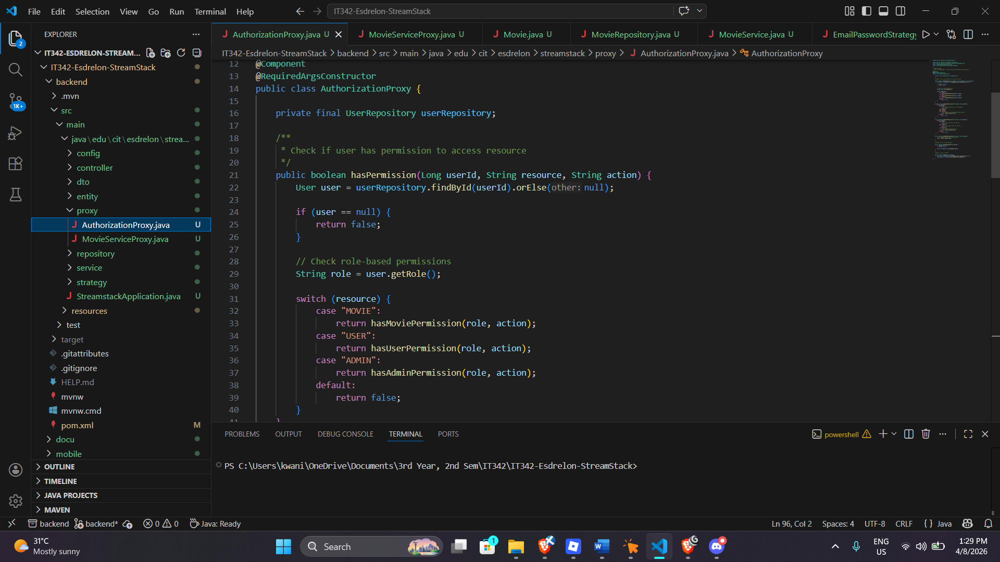 File Edit Selection View Go Run Terminal Help
IT342-Esdrelon-StreamStack
EXPLORER
IT342-ESDRELON-STREAM...
IT342-Esdrelon-StreamStack
backend
.mvn
src
main
java\edu\cit\esdrelon\strea...
config
controller
dto
entity
proxy
AuthorizationProxy.java U
MovieServiceProxy.java U
repository
service
strategy
StreamstackApplication.java U
resources
test
target
.gitattributes
.gitignore
HELP.md
mvnw
mvnw.cmd
pom.xml M
docu
mobile
OUTLINE
TIMELINE
JAVA PROJECTS
MAVEN
2
1K+
AuthorizationProxy.java U MovieServiceProxy.java U Movie.java U MovieRepository.java U MovieService.java U EmailPasswordStrategy
IT342-Esdrelon-StreamStack > backend > src > main > java > edu > cit > esdrelon > streamstack > proxy > AuthorizationProxy.java > AuthorizationProxy
12 @Component
13 @RequiredArgsConstructor
14 public class AuthorizationProxy {
15
16 private final UserRepository userRepository;
17
18 /**
19 * Check if user has permission to access resource
20 */
21 public boolean hasPermission(Long userId, String resource, String action) {
22 User user = userRepository.findById(userId).orElse(other: null);
23
24 if (user == null) {
25 return false;
26 }
27
28 // Check role-based permissions
29 String role = user.getRole();
30
31 switch (resource) {
32 case "MOVIE":
33 return hasMoviePermission(role, action);
34 case "USER":
35 return hasUserPermission(role, action);
36 case "ADMIN":
37 return hasAdminPermission(role, action);
38 default:
39 return false;
40 }
41 }
PROBLEMS OUTPUT DEBUG CONSOLE TERMINAL PORTS
powershell
PS C:\Users\kwani\OneDrive\Documents\3rd Year, 2nd Sem\IT342\IT342-Esdrelon-StreamStack>
backend backend* 0 0 Java: Ready
Ln 96, Col 2 Spaces: 4 UTF-8 CRLF {} Java
31°C
Mostly sunny
Search
1
ENG
US
1:29 PM
4/8/2026